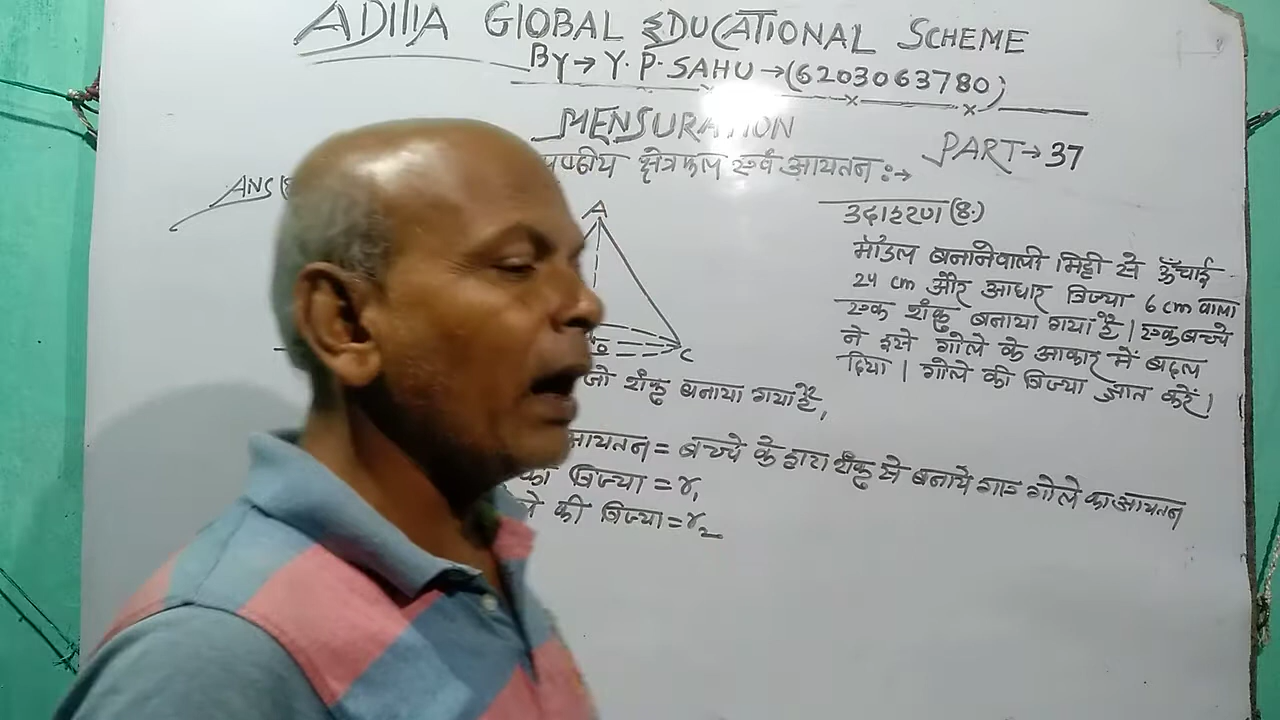 ADITIA GLOBAL EDUCATIONAL SCHEME
BY→ Y. P. SAHU →(6203063780)
MENSURATION
PART→37
क्षेत्रफल एवं आयतन :→
ANS (8
उदाहरण (8.)
मॉडल बनानेवाली मिट्टी से ऊँचाई
24 cm और आधार त्रिज्या 6 cm वाला
एक शंकु बनाया गया है | एक बच्चे
ने इसे गोले के आकार में बदल
दिया | गोले की त्रिज्या ज्ञात करें |
A
C
जो शंकु बनाया गया है,
आयतन = बच्चे के द्वारा शंकु से बनाये गए गोले का आयतन
का त्रिज्या = r₁
की त्रिज्या = r₂